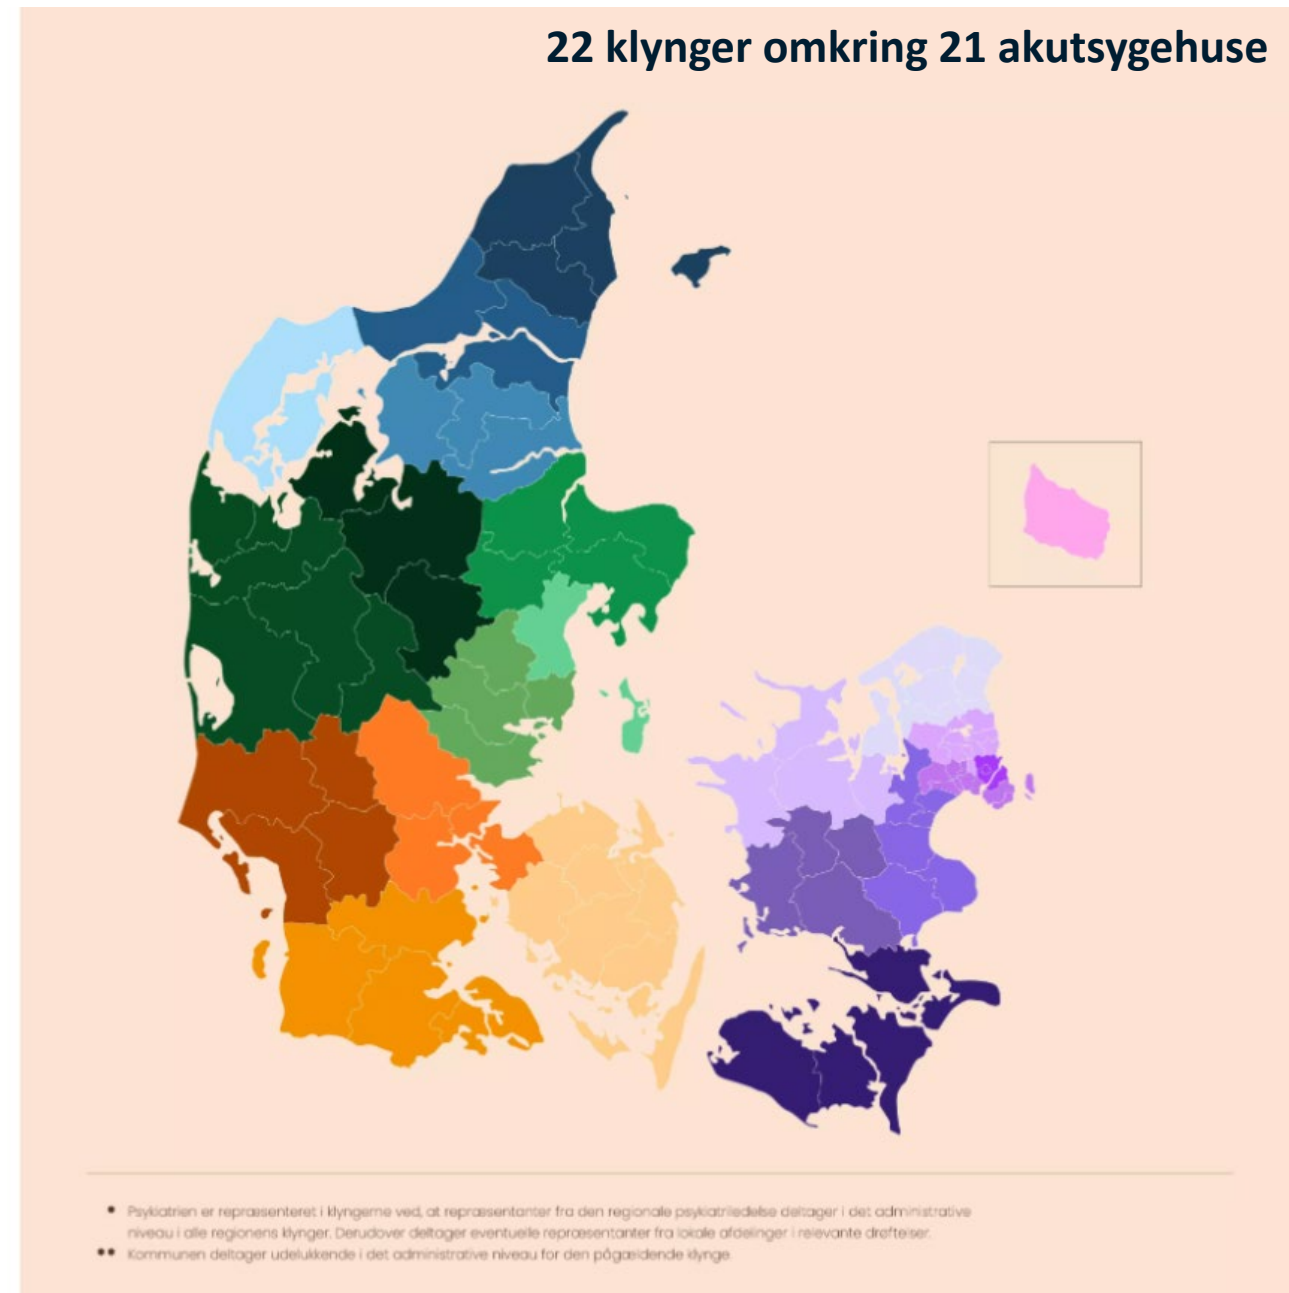 22 klynger omkring 21 akutsygehuse
• Psykiatrien er repræsenteret i klyngerne ved, at repræsentanter fra den regionale psykiatriledelse deltager i det administrative
niveau i alle regionens klynger. Derudover deltager eventuelle repræsentanter fra lokale afdelinger i relevante drøftelser.
•• Kommunen deltager udelukkende i det administrative niveau for den pågældende klynge.